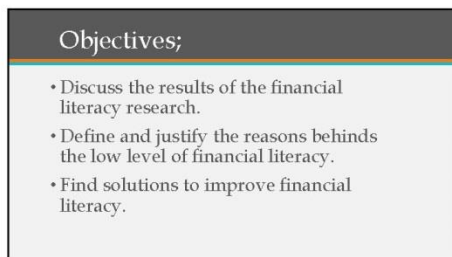 Objectives;
• Discuss the results of the financial
literacy research.
• Define and justify the reasons behinds
the low level of financial literacy.
• Find solutions to improve financial
literacy.